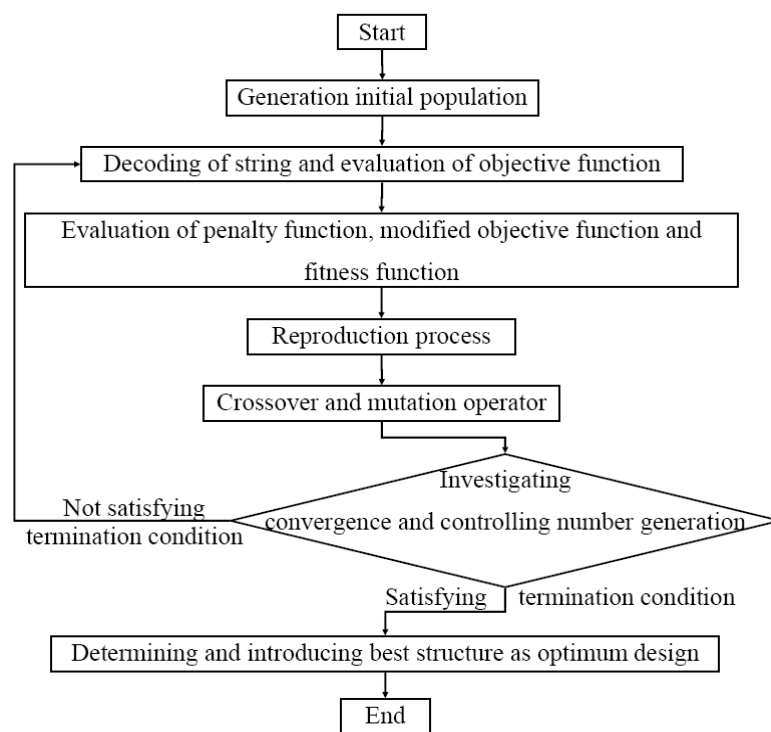 Start
Generation initial population
Decoding of string and evaluation of objective function
Evaluation of penalty function, modified objective function and
fitness function
Reproduction process
Crossover and mutation operator
Investigating
convergence and controlling number generation
Not satisfying
termination condition
Satisfying termination condition
Determining and introducing best structure as optimum design
End